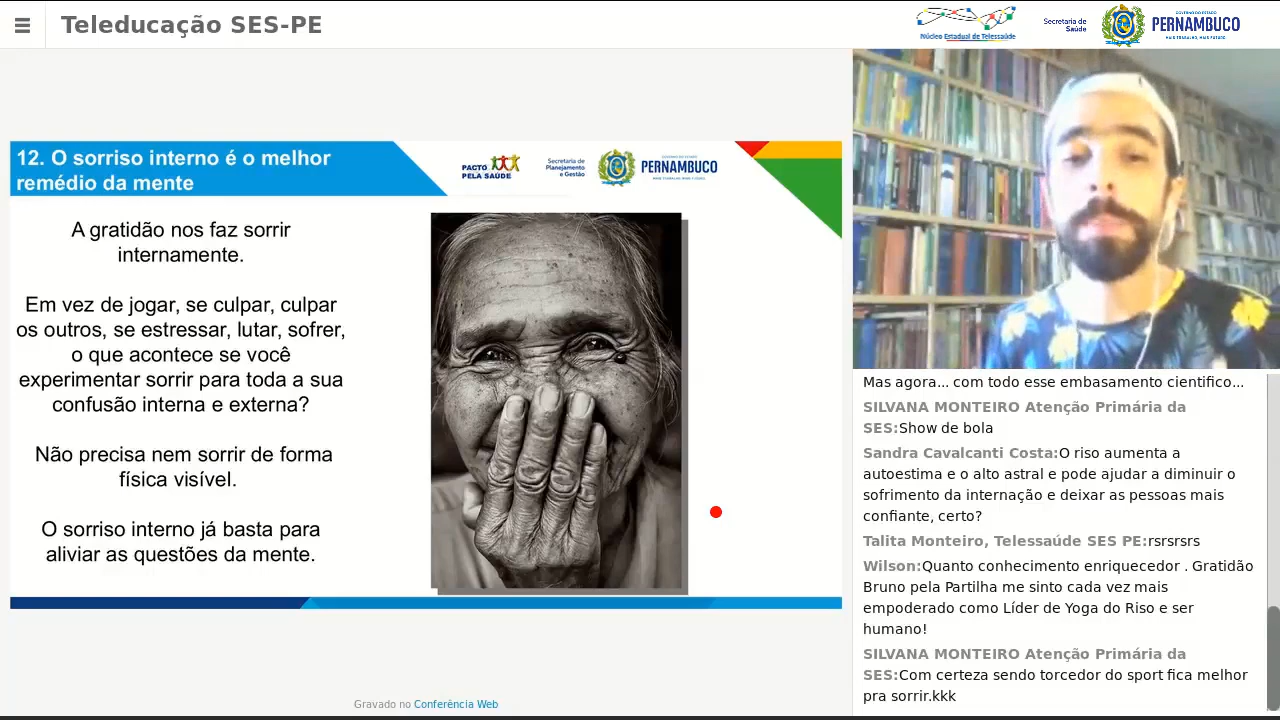 Teleducação SES-PE
Núcleo Estadual de Telessaúde
Secretaria de
Saúde
GOVERNO DO ESTADO
PERNAMBUCO
MAIS TRABALHO, MAIS FUTURO
12. O sorriso interno é o melhor
remédio da mente
PACTO
PELA SAÚDE
Secretaria de
Planejamento
e Gestão
PERNAMBUCO
A gratidão nos faz sorrir
internamente.
Em vez de jogar, se culpar, culpar
os outros, se estressar, lutar, sofrer,
o que acontece se você
experimentar sorrir para toda a sua
confusão interna e externa?
Não precisa nem sorrir de forma
física visível.
O sorriso interno já basta para
aliviar as questões da mente.
Gravado no Conferência Web
Mas agora... com todo esse embasamento cientifico...
SILVANA MONTEIRO Atenção Primária da
SES:Show de bola
Sandra Cavalcanti Costa:O riso aumenta a
autoestima e o alto astral e pode ajudar a diminuir o
sofrimento da internação e deixar as pessoas mais
confiante, certo?
Talita Monteiro, Telessaúde SES PE:rsrsrsrs
Wilson:Quanto conhecimento enriquecedor . Gratidão
Bruno pela Partilha me sinto cada vez mais
empoderado como Líder de Yoga do Riso e ser
humano!
SILVANA MONTEIRO Atenção Primária da
SES:Com certeza sendo torcedor do sport fica melhor
pra sorrir.kkk